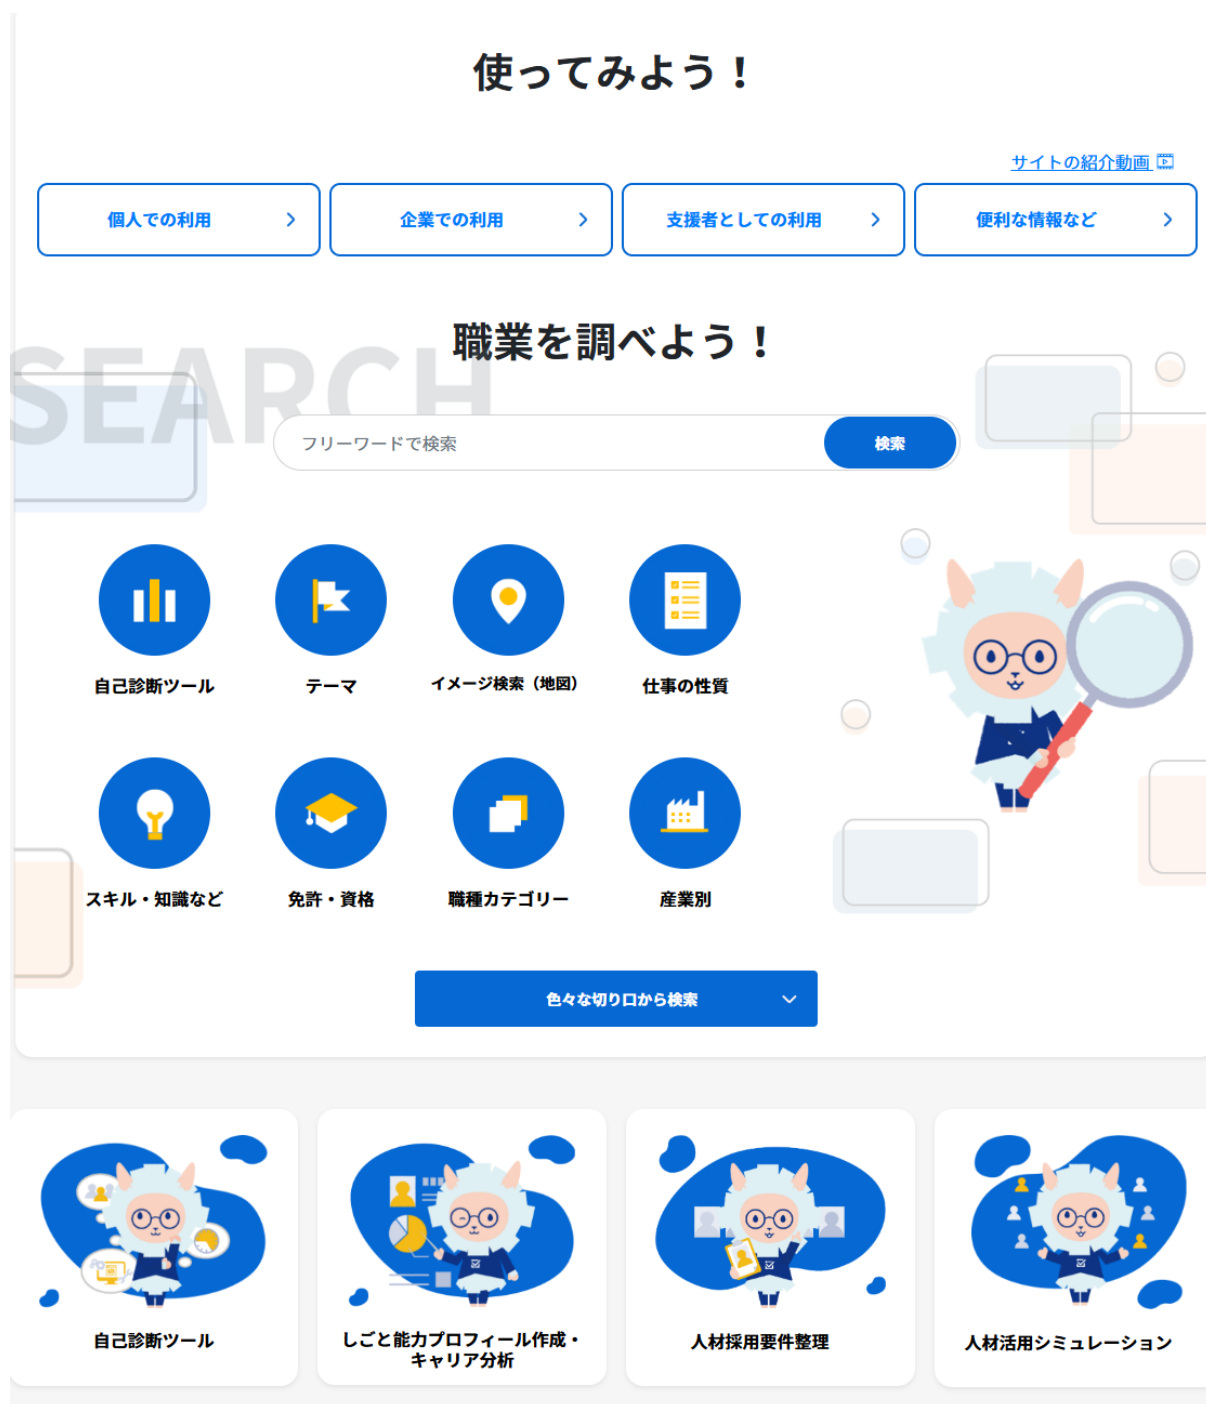 使ってみよう！
サイトの紹介動画
個人での利用
企業での利用
支援者としての利用
便利な情報など
SEARCH
職業を調べよう！
フリーワードで検索
検索
自己診断ツール
テーマ
イメージ検索（地図）
仕事の性質
スキル・知識など
免許・資格
職種カテゴリー
産業別
色々な切り口から検索
自己診断ツール
しごと能力プロフィール作成・
キャリア分析
人材採用要件整理
人材活用シミュレーション